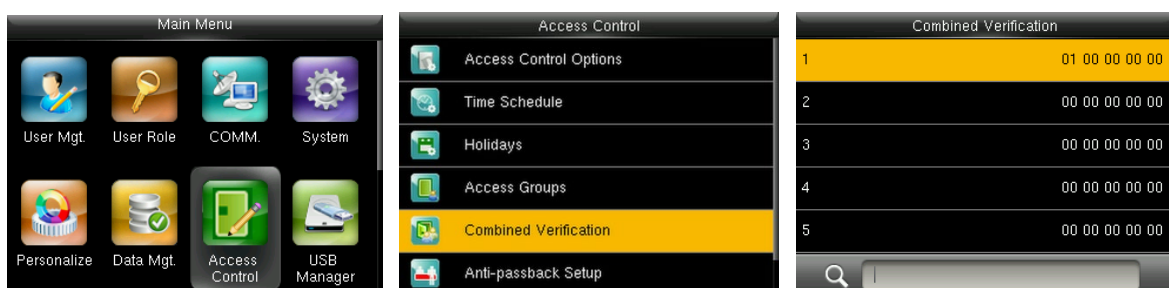 Main Menu
User Mgt.
User Role
COMM.
System
Personalize
Data Mgt.
Access
Control
USB
Manager
Access Control
Access Control Options
Time Schedule
Holidays
Access Groups
Combined Verification
Anti-passback Setup
Combined Verification
1 01 00 00 00 00
2 00 00 00 00 00
3 00 00 00 00 00
4 00 00 00 00 00
5 00 00 00 00 00